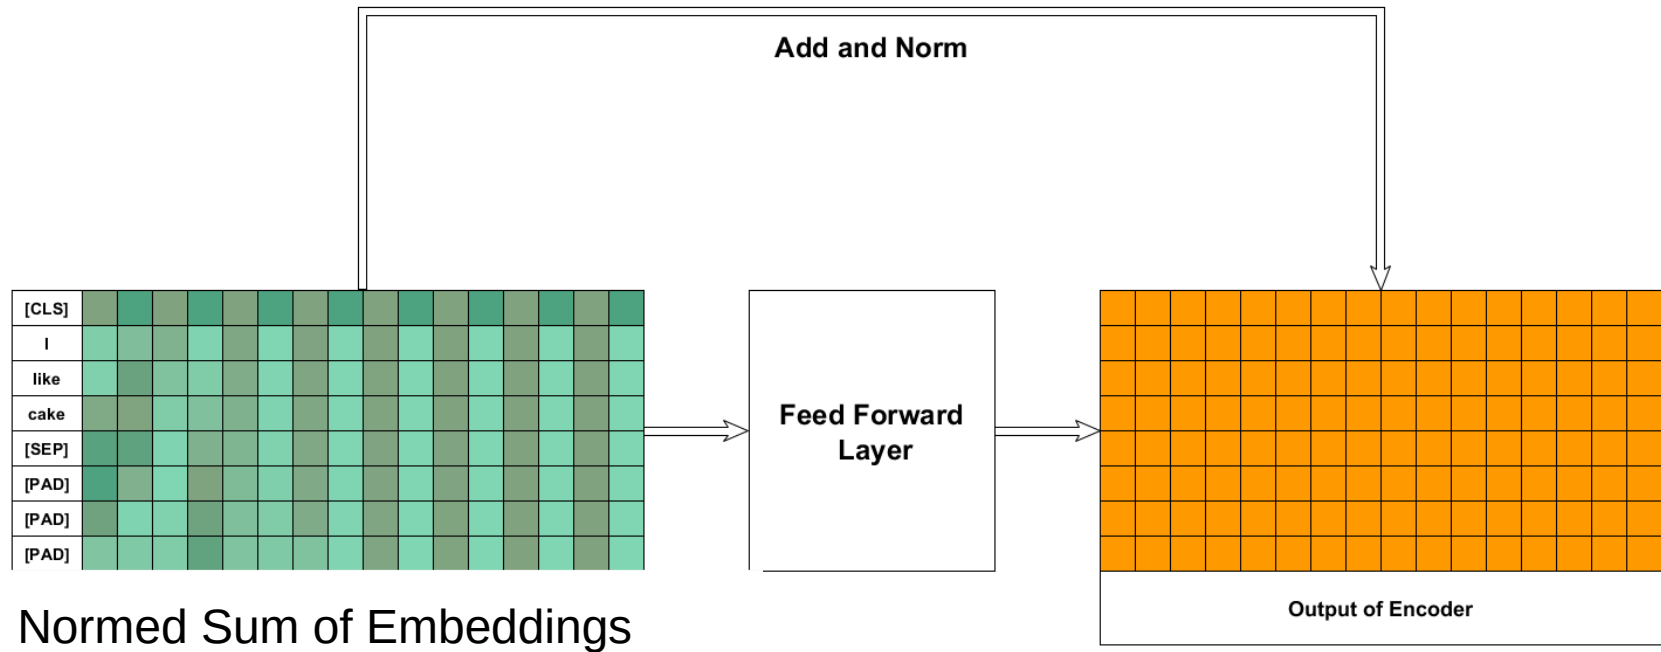 Add and Norm
[CLS]
I
like
cake
[SEP]
[PAD]
[PAD]
[PAD]
Feed Forward
Layer
Output of Encoder
Normed Sum of Embeddings